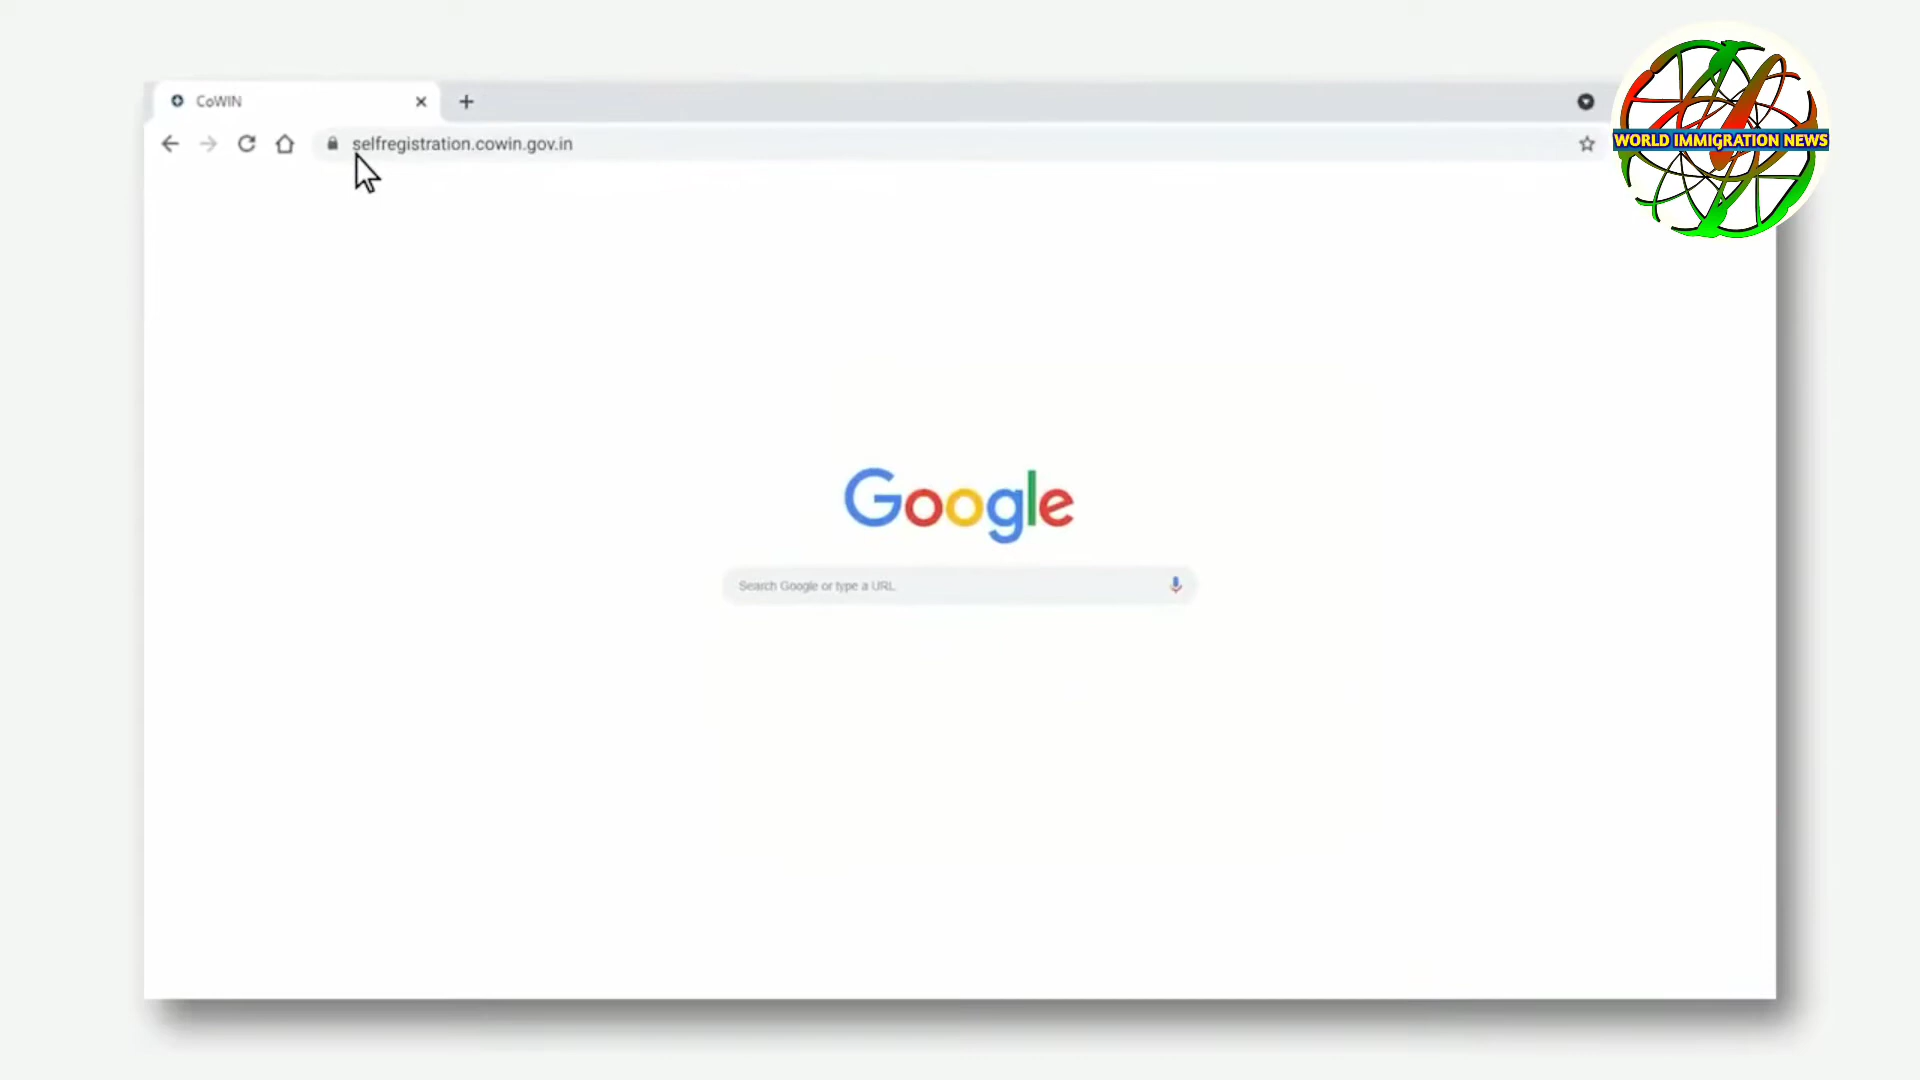 CoWIN
selfregistration.cowin.gov.in
WORLD IMMIGRATION NEWS
Google
Search Google or type a URL